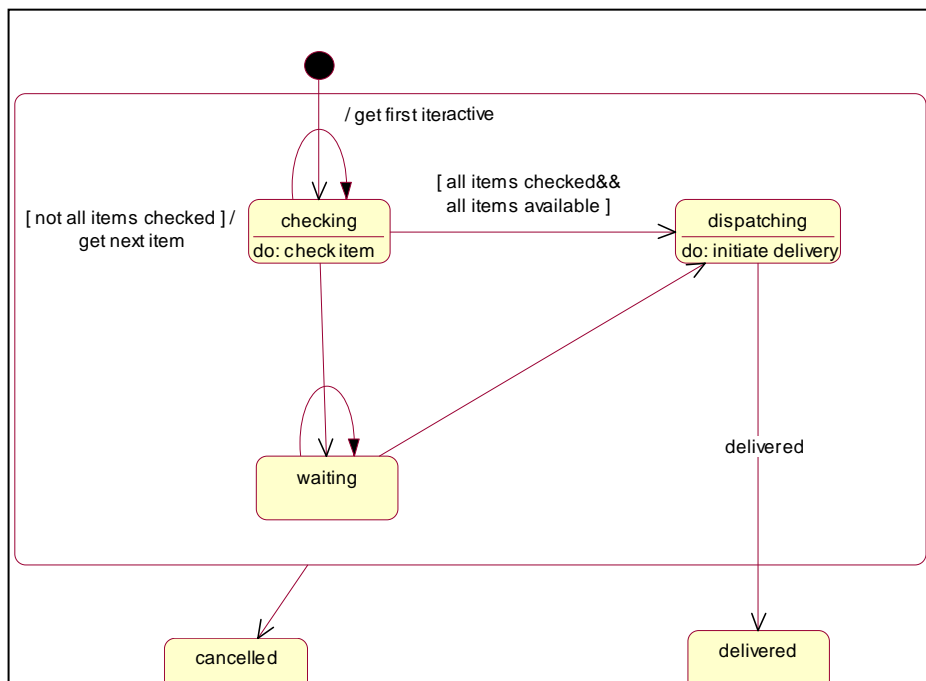 / get first iteractive
[ all items checked&&
all items available ]
[ not all items checked ] /
get next item
checking
do: check item
dispatching
do: initiate delivery
waiting
delivered
cancelled
delivered